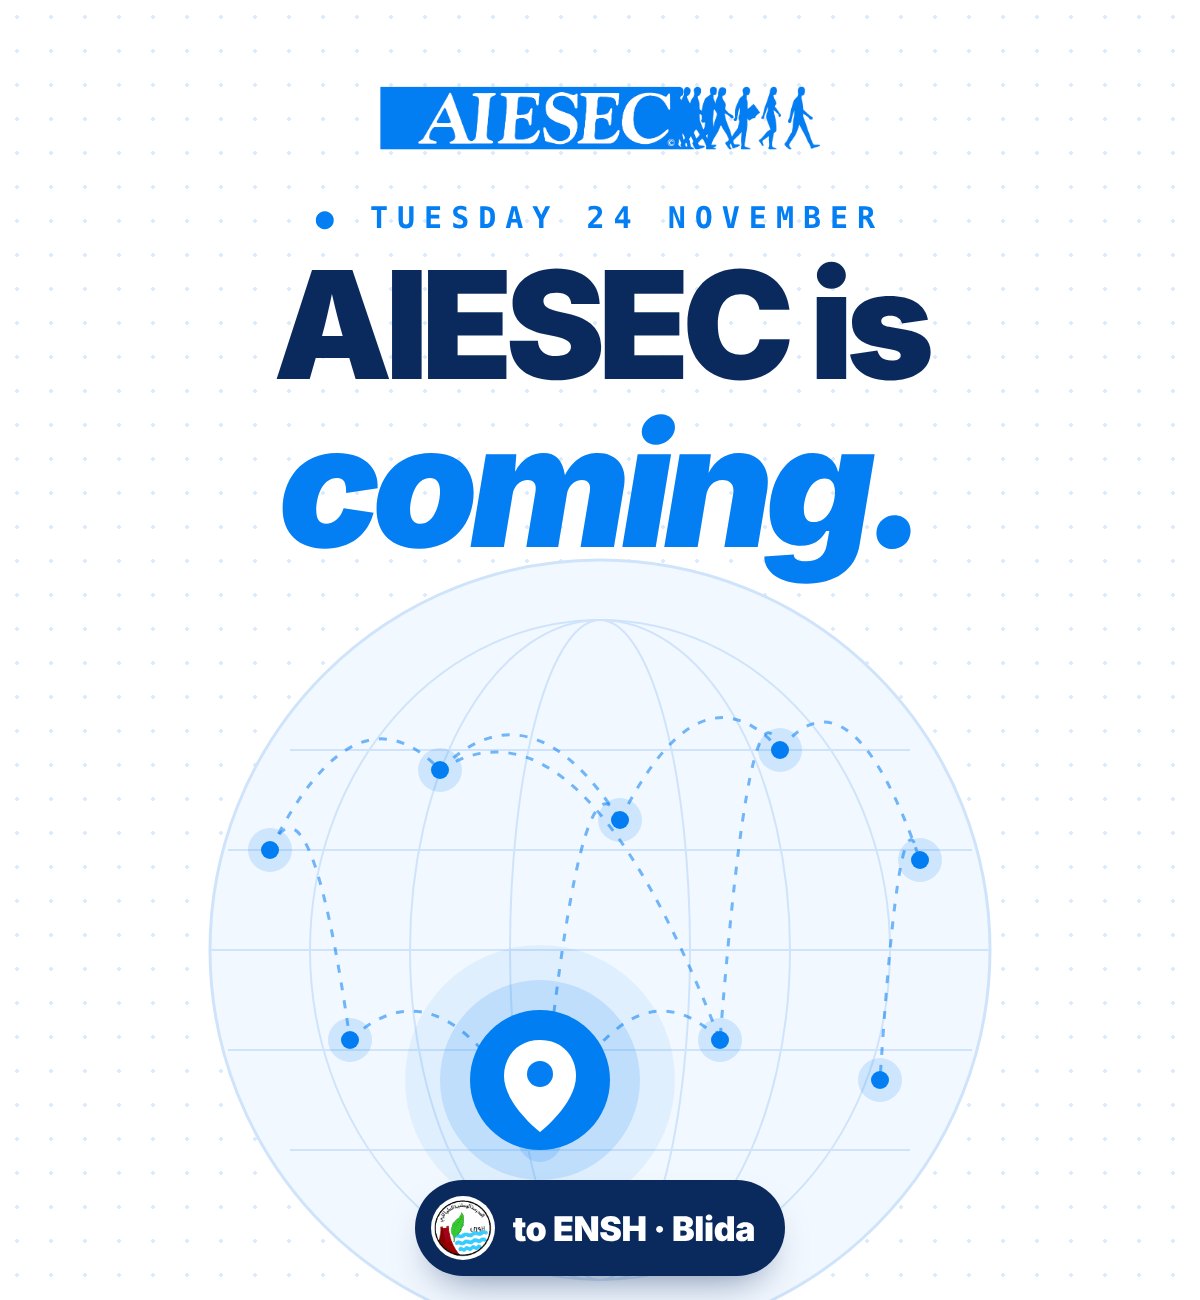 AIESEC
TUESDAY 24 NOVEMBER
AIESEC is
coming.
to ENSH · Blida